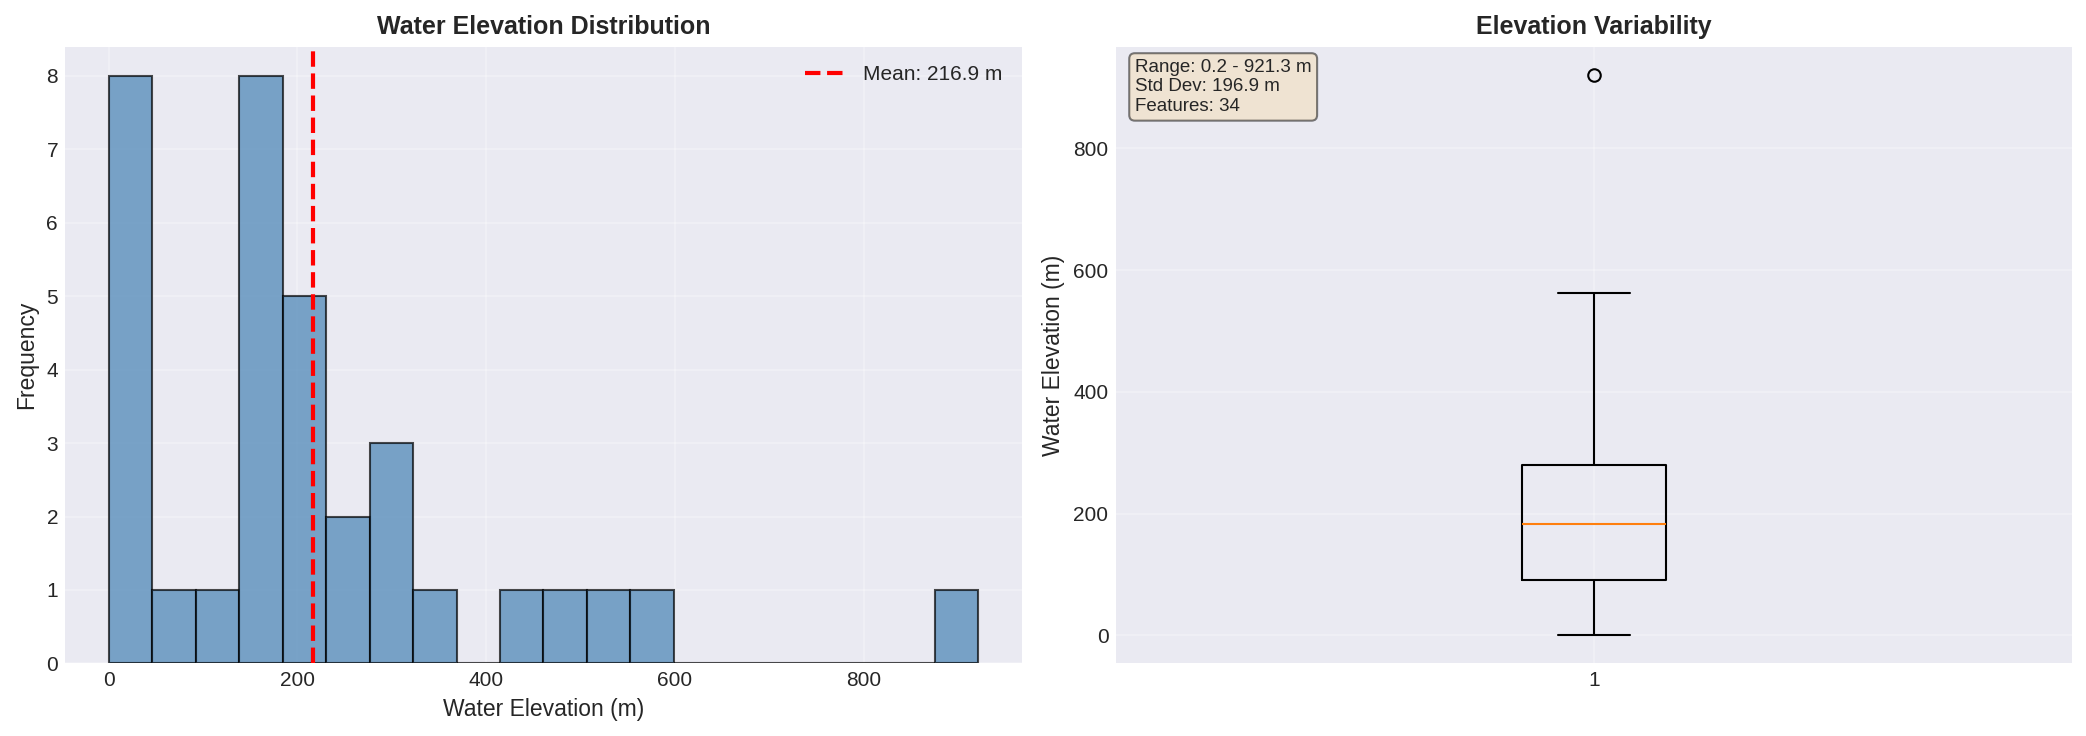 Water Elevation Distribution
Mean: 216.9 m
8
7
6
5
4
3
2
1
0
Frequency
0 200 400 600 800
Water Elevation (m)
Elevation Variability
Range: 0.2 - 921.3 m
Std Dev: 196.9 m
Features: 34
800
600
400
200
0
Water Elevation (m)
1